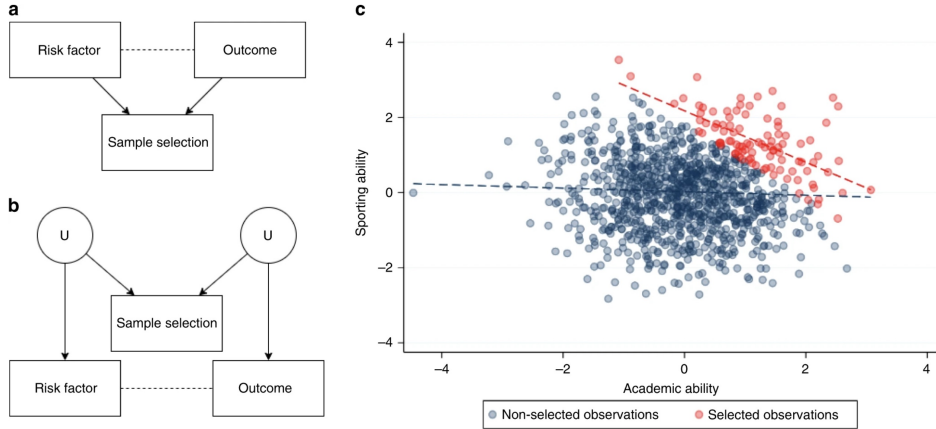 a
Risk factor
Outcome
Sample selection
b
U
U
Sample selection
Risk factor
Outcome
c
Sporting ability
4
2
0
−2
−4
−4
−2
0
2
4
Academic ability
Non-selected observations
Selected observations